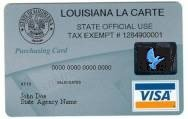 LOUISIANA LA CARTE
STATE OFFICIAL USE
TAX EXEMPT # 1284900001
Purchasing Card
0000 0000 0000 0000
VALID DATES
John Doe
State Agency Name
VISA